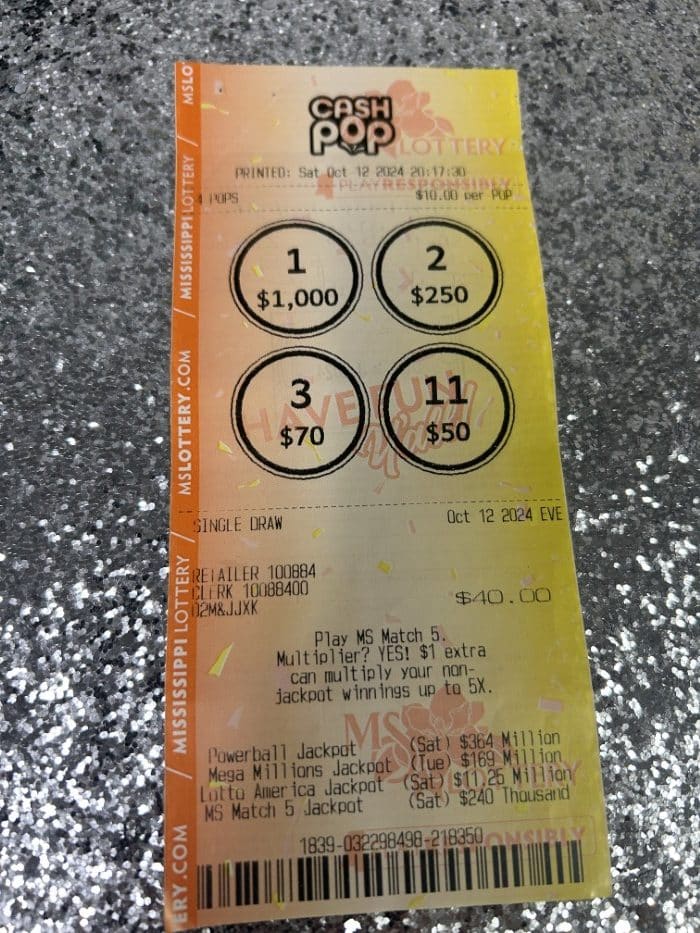 CASH
POP
LOTTERY
PRINTED: Sat Oct 12 2024 20:17:30
PLAY RESPONSIBLY
4 POPS $10.00 per POP
1 2
$1,000 $250
3 11
$70 $50
HAVE FUN
SINGLE DRAW Oct 12 2024 EVE
RETAILER 100884
CLERK 10088400 $40.00
02M&JJXK
Play MS Match 5.
Multiplier? YES! $1 extra
can multiply your non-
jackpot winnings up to 5X.
MS
Powerball Jackpot (Sat) $364 Million
Mega Millions Jackpot (Tue) $169 Million
Lotto America Jackpot (Sat) $11.25 Million
MS Match 5 Jackpot (Sat) $240 Thousand
1839-032298498-218350
MSLO
MISSISSIPPI LOTTERY /
MSLOTTERY.COM /
MISSISSIPPI LOTTERY /
ERY.COM /